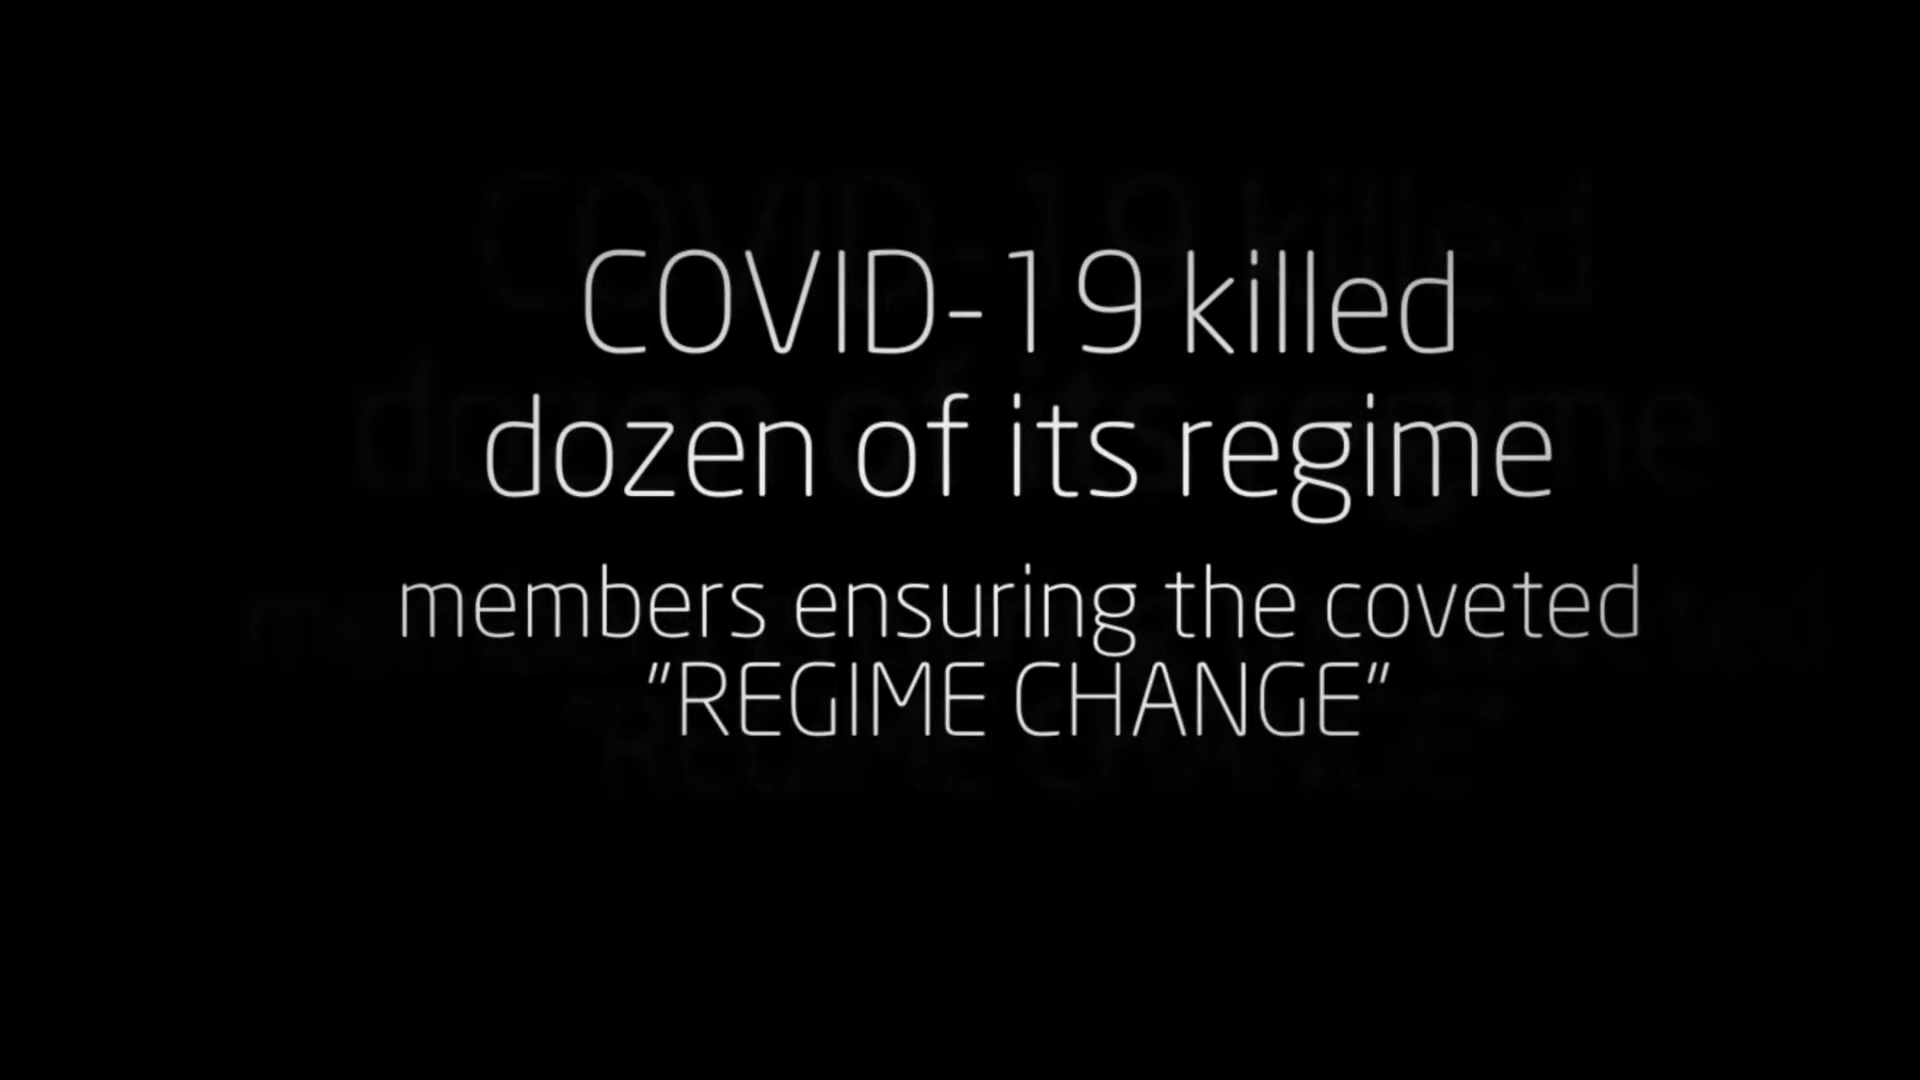 COVID-19 killed
dozen of its regime
members ensuring the coveted
"REGIME CHANGE"